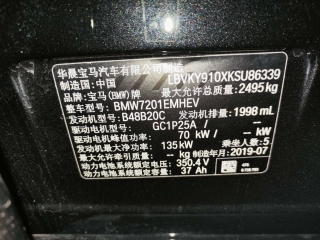 华晨宝马汽车有限公司制造
制造国：中国 LBVKY910XKSU86339
品牌：宝马(BMW)牌 最大允许总质量：2495kg
整车型号：BMW7201EMHEV
发动机型号：B48B20C 发动机排量：1998 mL
驱动电机型号：GC1P25A /
驱动电机峰值功率：70 kW / kW
发动机最大净功率：135kW 乘坐人数：5
最大允许牵引质量：kg 制造年月：2019-07
动力电池系统额定电压：350.4 V
动力电池系统额定容量：37 Ah